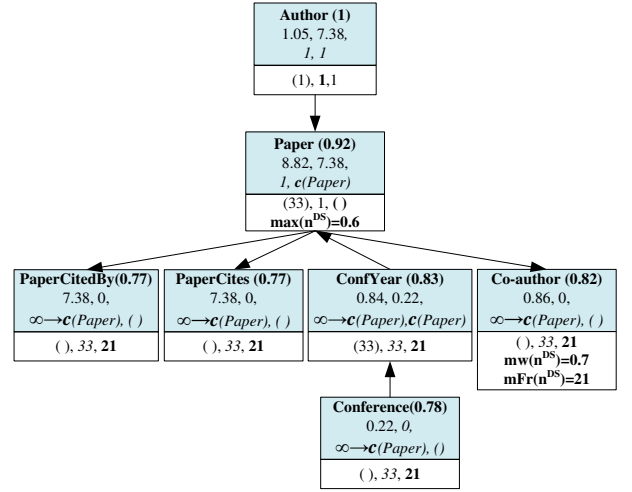 Author (1)
1.05, 7.38,
1, 1
(1), 1,1
Paper (0.92)
8.82, 7.38,
1, c(Paper)
(33), 1, ( )
max(n^DS)=0.6
PaperCitedBy(0.77)
7.38, 0,
∞→c(Paper), ( )
( ), 33, 21
PaperCites (0.77)
7.38, 0,
∞→c(Paper), ( )
( ), 33, 21
ConfYear (0.83)
0.84, 0.22,
∞→c(Paper),c(Paper)
(33), 33, 21
Co-author (0.82)
0.86, 0,
∞→c(Paper), ( )
( ), 33, 21
mw(n^DS)=0.7
mFr(n^DS)=21
Conference(0.78)
0.22, 0,
∞→c(Paper), ()
( ), 33, 21